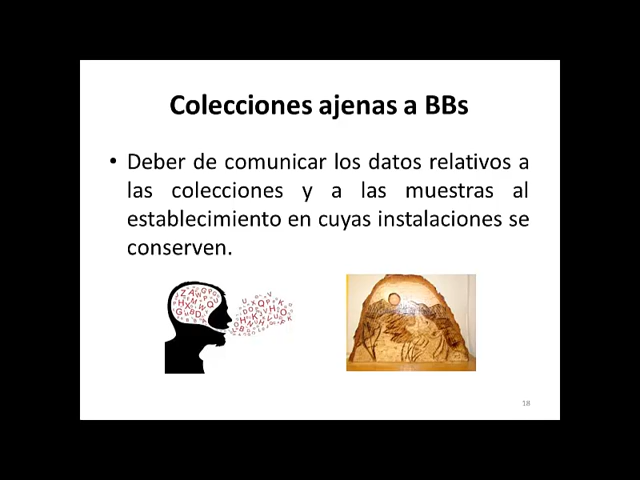 Colecciones ajenas a BBs
• Deber de comunicar los datos relativos a
las colecciones y a las muestras al
establecimiento en cuyas instalaciones se
conserven.
18